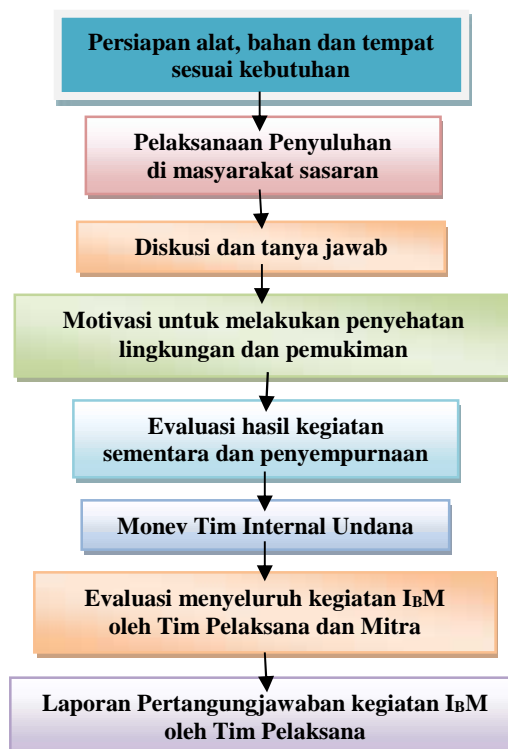 Persiapan alat, bahan dan tempat
sesuai kebutuhan
Pelaksanaan Penyuluhan
di masyarakat sasaran
Diskusi dan tanya jawab
Motivasi untuk melakukan penyehatan
lingkungan dan pemukiman
Evaluasi hasil kegiatan
sementara dan penyempurnaan
Monev Tim Internal Undana
Evaluasi menyeluruh kegiatan IBM
oleh Tim Pelaksana dan Mitra
Laporan Pertangungjawaban kegiatan IBM
oleh Tim Pelaksana